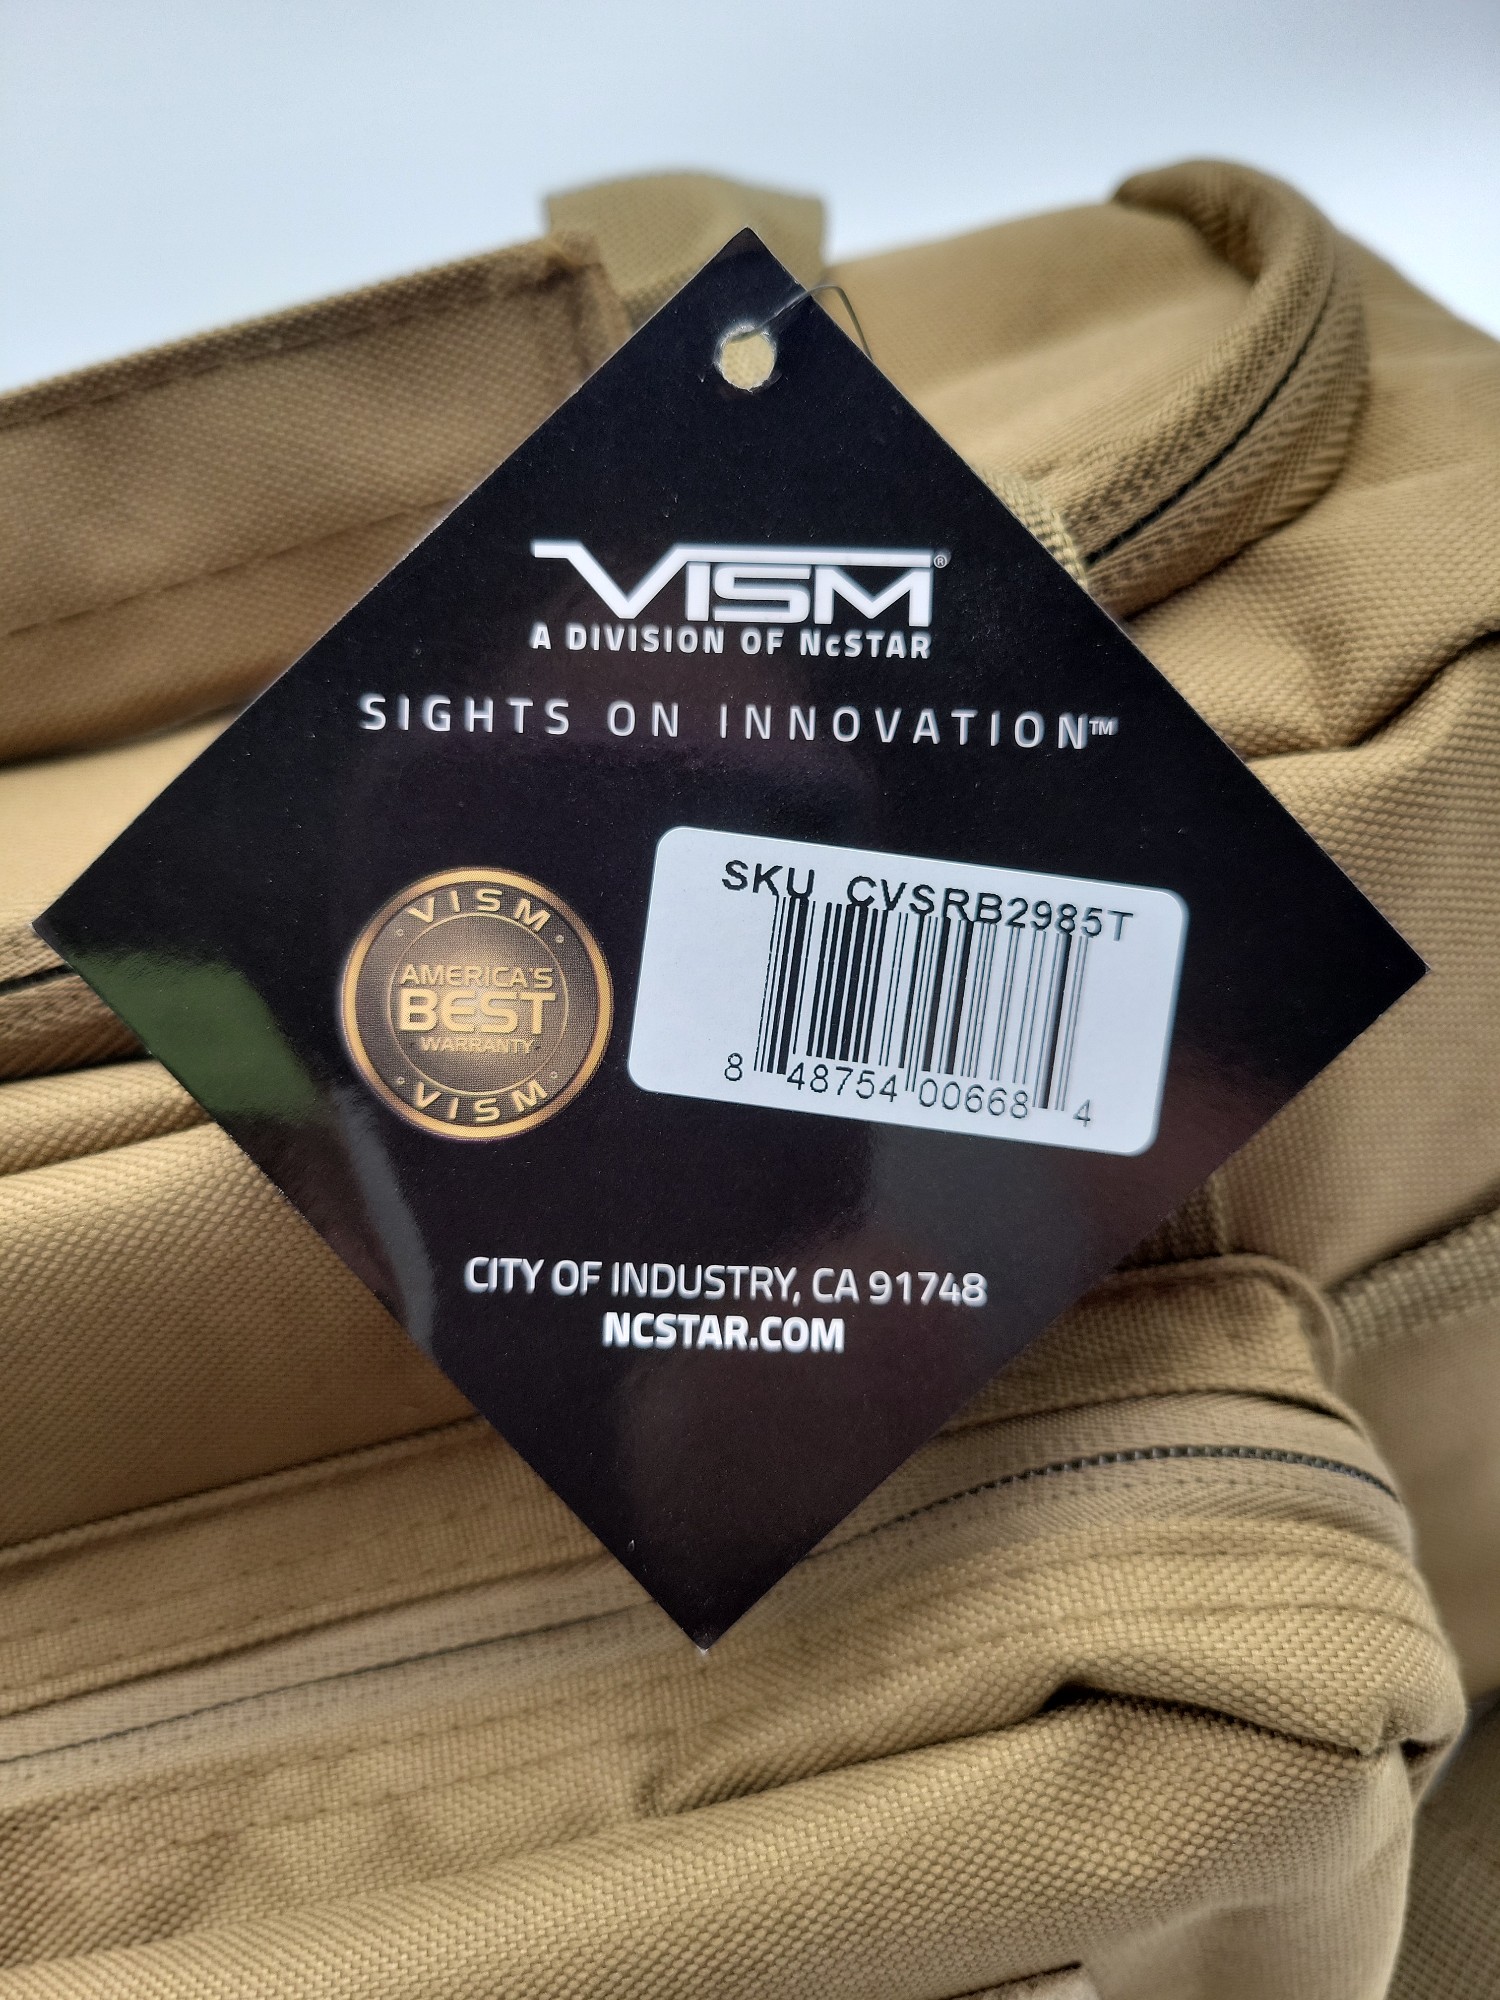 VISM®
A DIVISION OF NcSTAR
SIGHTS ON INNOVATION™
VISM
AMERICA'S
BEST
WARRANTY
VISM
SKU CVSRB2985T
8 48754 00668 4
CITY OF INDUSTRY, CA 91748
NCSTAR.COM